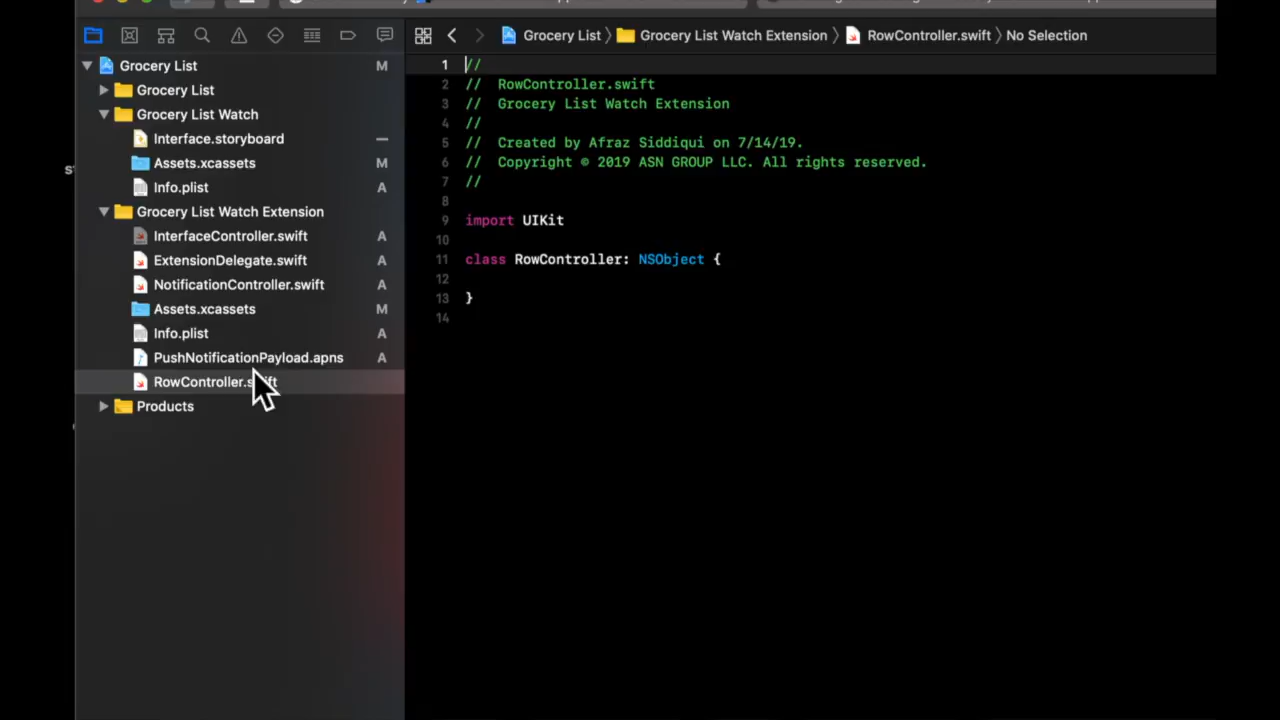 Grocery List 〉 Grocery List Watch Extension 〉 RowController.swift 〉 No Selection
Grocery List M
Grocery List
Grocery List Watch
Interface.storyboard —
Assets.xcassets M
Info.plist A
Grocery List Watch Extension
InterfaceController.swift A
ExtensionDelegate.swift A
NotificationController.swift A
Assets.xcassets M
Info.plist A
PushNotificationPayload.apns A
RowController.swift
Products
1 //
2 // RowController.swift
3 // Grocery List Watch Extension
4 //
5 // Created by Afraz Siddiqui on 7/14/19.
6 // Copyright © 2019 ASN GROUP LLC. All rights reserved.
7 //
8
9 import UIKit
10
11 class RowController: NSObject {
12
13 }
14